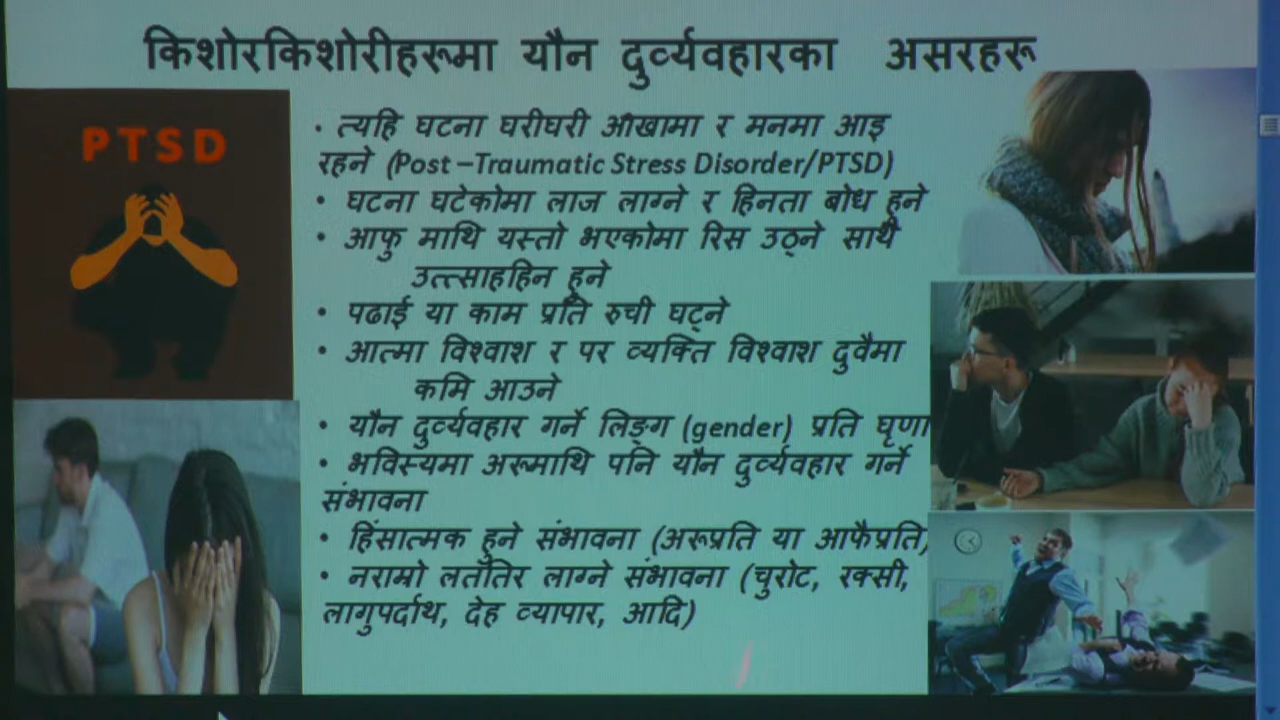 किशोरकिशोरीहरूमा यौन दुर्व्यवहारका असरहरू
PTSD
• त्यहि घटना घरीघरी आँखामा र मनमा आइ
रहने (Post –Traumatic Stress Disorder/PTSD)
• घटना घटेकोमा लाज लाग्ने र हिनता बोध हुने
• आफु माथि यस्तो भएकोमा रिस उठ्ने साथै
उत्त्साहहिन हुने
• पढाई या काम प्रति रुची घट्ने
• आत्मा विश्वाश र पर व्यक्ति विश्वाश दुवैमा
कमि आउने
• यौन दुर्व्यवहार गर्ने लिङ्ग (gender) प्रति घृणा
• भविस्यमा अरूमाथि पनि यौन दुर्व्यवहार गर्ने
संभावना
• हिंसात्मक हुने संभावना (अरूप्रति या आफैप्रति)
• नराम्रो लततिर लाग्ने संभावना (चुरोट, रक्सी,
लागुपर्दाथ, देह व्यापार, आदि)